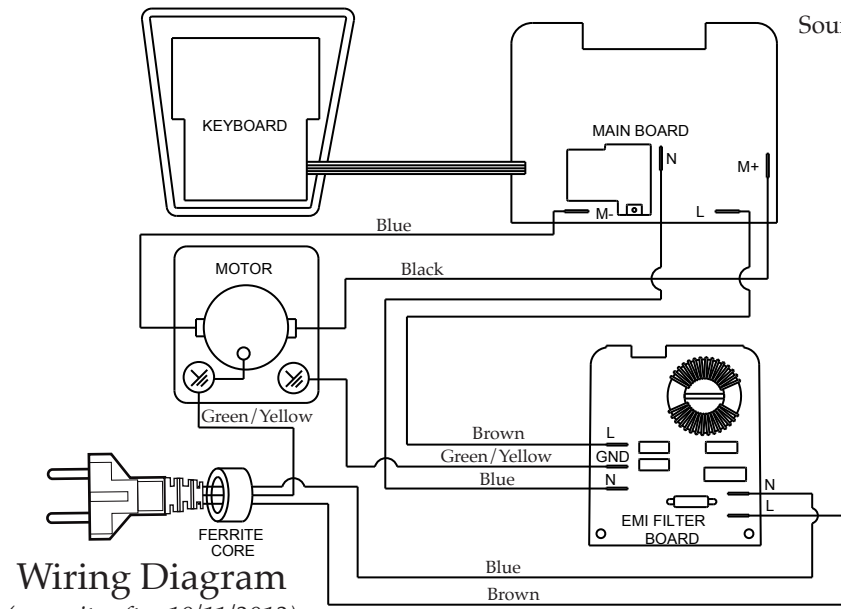 Sou
KEYBOARD
MAIN BOARD
N
M+
M-
L
Blue
MOTOR
Black
Green/Yellow
Brown
L
Green/Yellow
GND
Blue
N
N
L
EMI FILTER
BOARD
FERRITE
CORE
Blue
Wiring Diagram
Brown